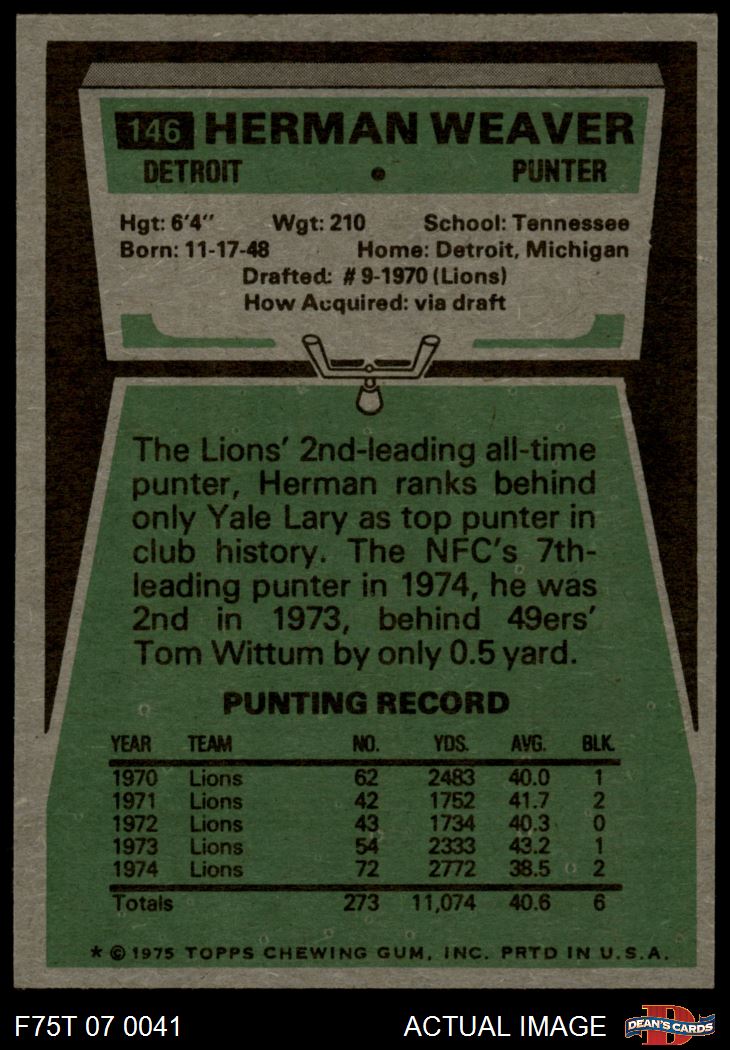 146 HERMAN WEAVER
DETROIT • PUNTER
Hgt: 6'4" Wgt: 210 School: Tennessee
Born: 11-17-48 Home: Detroit, Michigan
Drafted: #9-1970 (Lions)
How Acquired: via draft
The Lions' 2nd-leading all-time
punter, Herman ranks behind
only Yale Lary as top punter in
club history. The NFC's 7th-
leading punter in 1974, he was
2nd in 1973, behind 49ers'
Tom Wittum by only 0.5 yard.
PUNTING RECORD
YEAR TEAM NO. YDS. AVG. BLK.
1970 Lions 62 2483 40.0 1
1971 Lions 42 1752 41.7 2
1972 Lions 43 1734 40.3 0
1973 Lions 54 2333 43.2 1
1974 Lions 72 2772 38.5 2
Totals 273 11,074 40.6 6
* © 1975 TOPPS CHEWING GUM, INC. PRTD IN U.S.A.
F75T 07 0041 ACTUAL IMAGE D DEAN'S CARDS